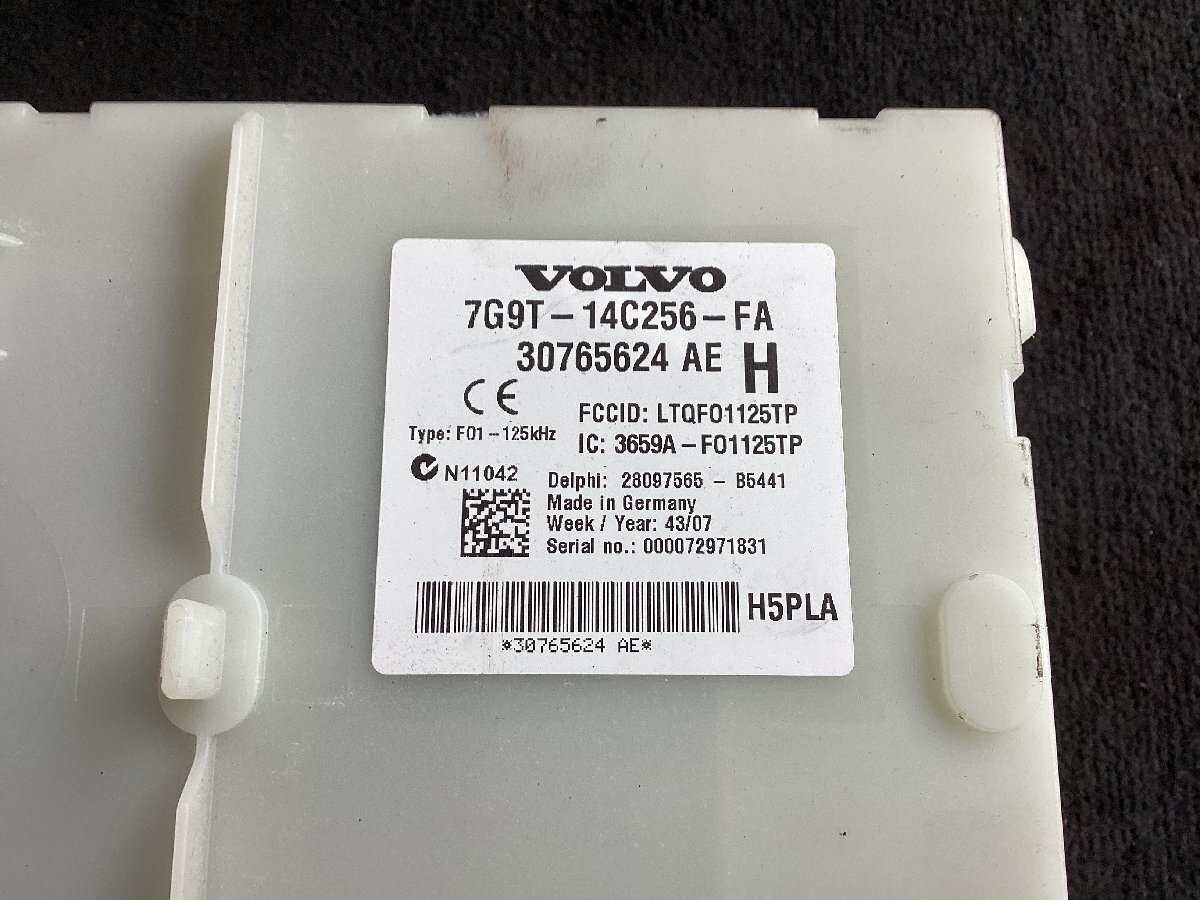 VOLVO
7G9T-14C256-FA
30765624 AE H
CE
FCCID: LTQFO1125TP
Type: F01-125kHz
IC: 3659A-FO1125TP
N11042
Delphi: 28097565 - B5441
Made in Germany
Week / Year: 43/07
Serial no.: 000072971831
H5PLA
*30765624 AE*